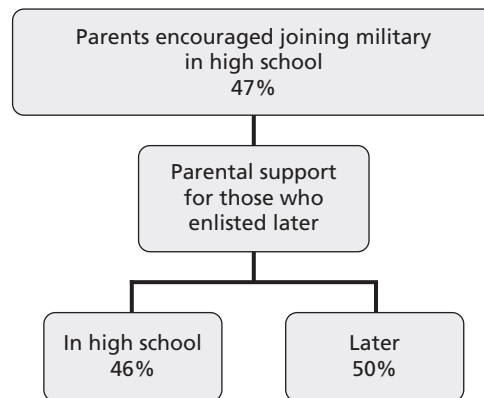 Parents encouraged joining military
in high school
47%
Parental support
for those who
enlisted later
In high school
46%
Later
50%